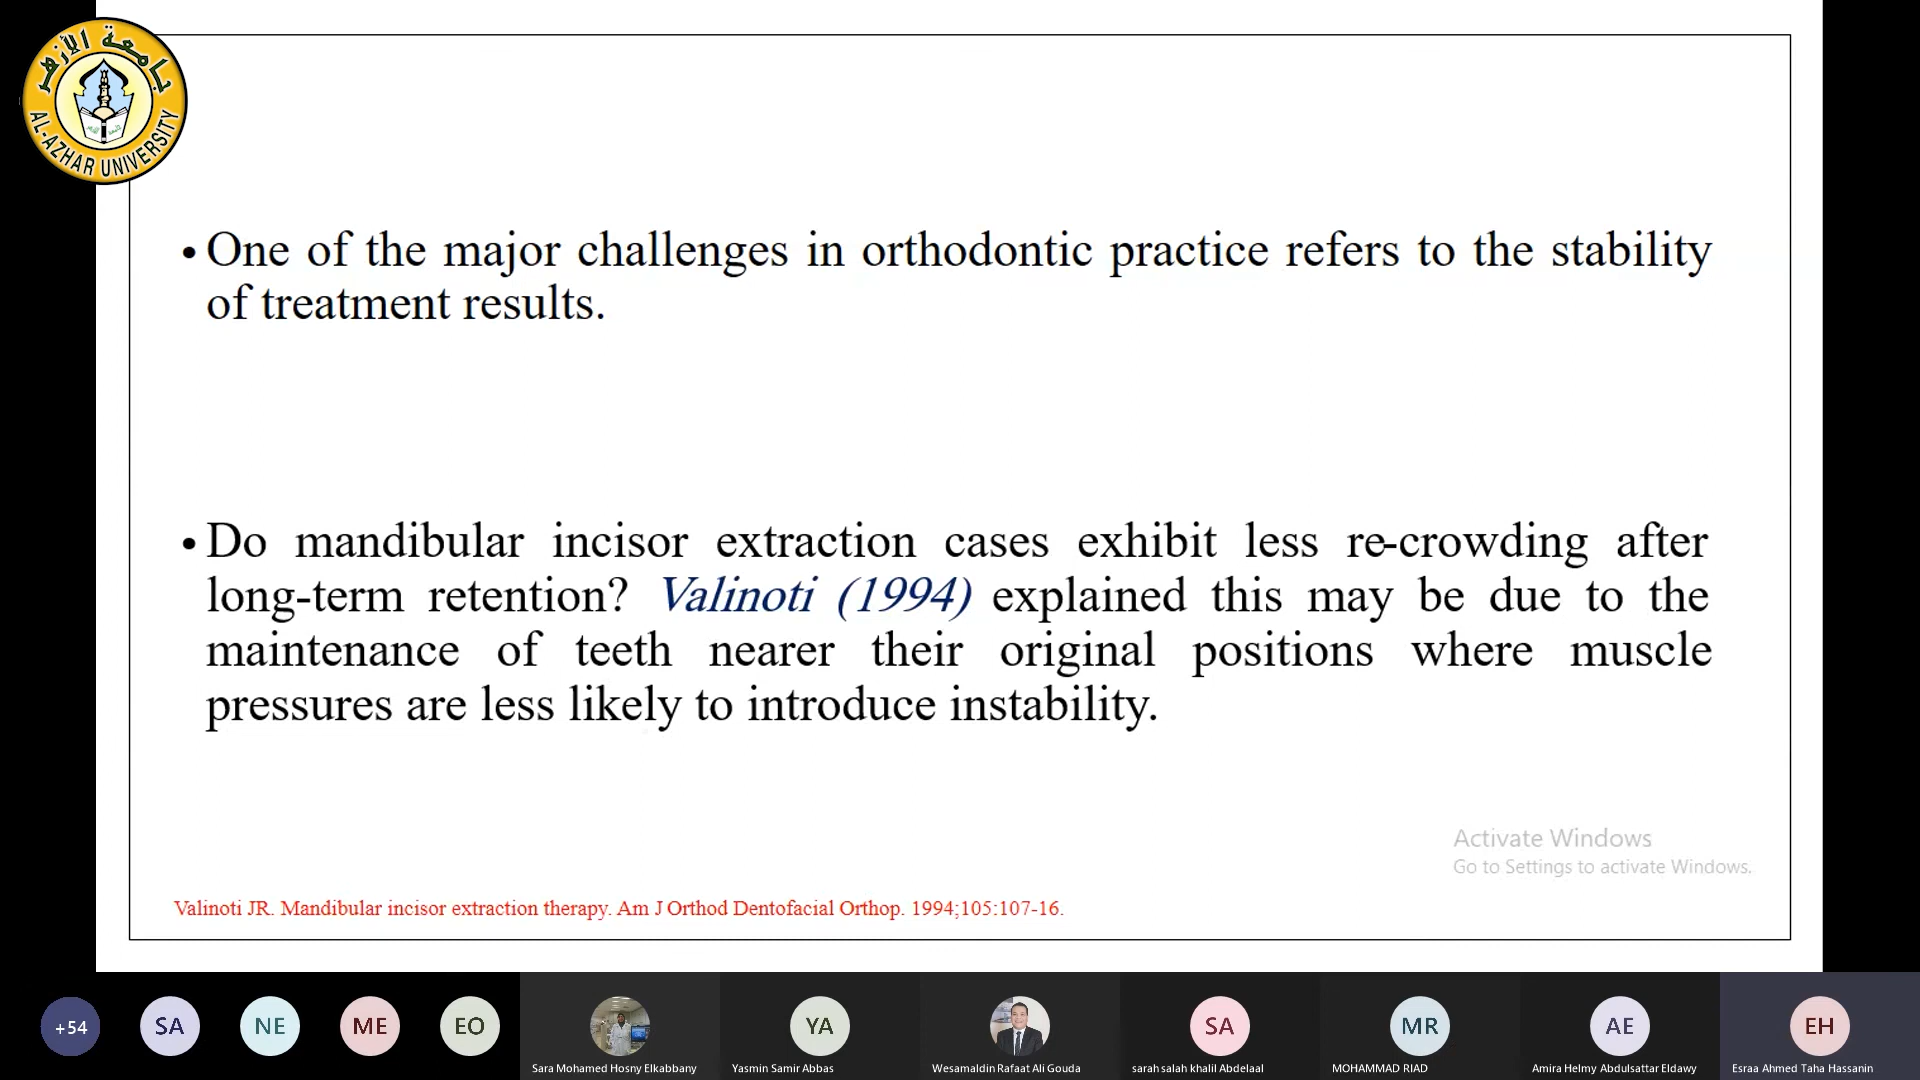 جامعة الأزهر
AL-AZHAR UNIVERSITY
• One of the major challenges in orthodontic practice refers to the stability
of treatment results.
• Do mandibular incisor extraction cases exhibit less re-crowding after
long-term retention? Valinoti (1994) explained this may be due to the
maintenance of teeth nearer their original positions where muscle
pressures are less likely to introduce instability.
Activate Windows
Go to Settings to activate Windows.
Valinoti JR. Mandibular incisor extraction therapy. Am J Orthod Dentofacial Orthop. 1994;105:107-16.
+54
SA
NE
ME
EO
YA
SA
MR
AE
EH
Sara Mohamed Hosny Elkabbany
Yasmin Samir Abbas
Wesamaldin Rafaat Ali Gouda
sarah salah khalil Abdelaal
MOHAMMAD RIAD
Amira Helmy Abdulsattar Eldawy
Esraa Ahmed Taha Hassanin